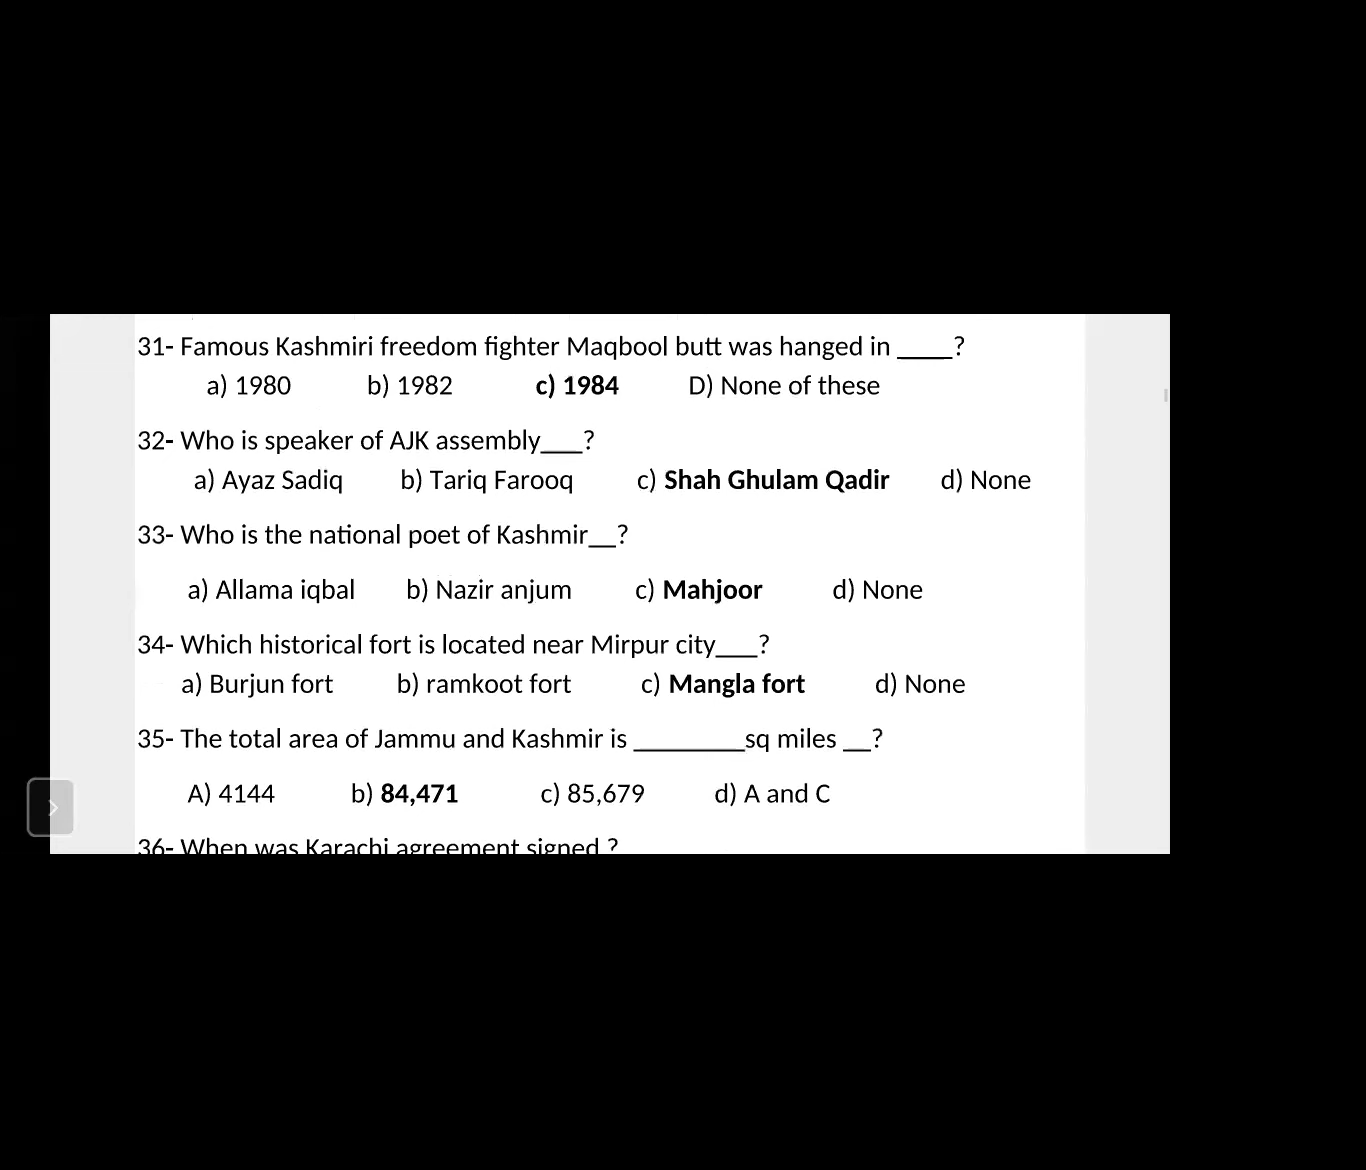 31- Famous Kashmiri freedom fighter Maqbool butt was hanged in ____?
a) 1980 b) 1982 c) 1984 D) None of these
32- Who is speaker of AJK assembly___?
a) Ayaz Sadiq b) Tariq Farooq c) Shah Ghulam Qadir d) None
33- Who is the national poet of Kashmir__?
a) Allama iqbal b) Nazir anjum c) Mahjoor d) None
34- Which historical fort is located near Mirpur city___?
a) Burjun fort b) ramkoot fort c) Mangla fort d) None
35- The total area of Jammu and Kashmir is ________sq miles __?
A) 4144 b) 84,471 c) 85,679 d) A and C
36- When was Karachi agreement signed ?